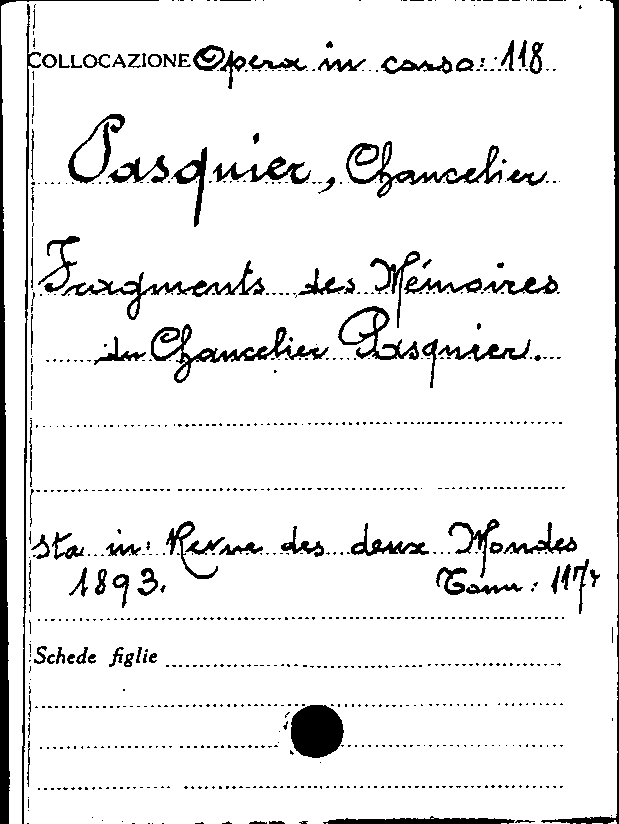 COLLOCAZIONE Opera in corso: 118
Pasquier, Chancelier
Fragments des Mémoires
du Chancelier Pasquier.
sta in: Revue des deux Mondes
1893. Tom.: 117
Schede figlie